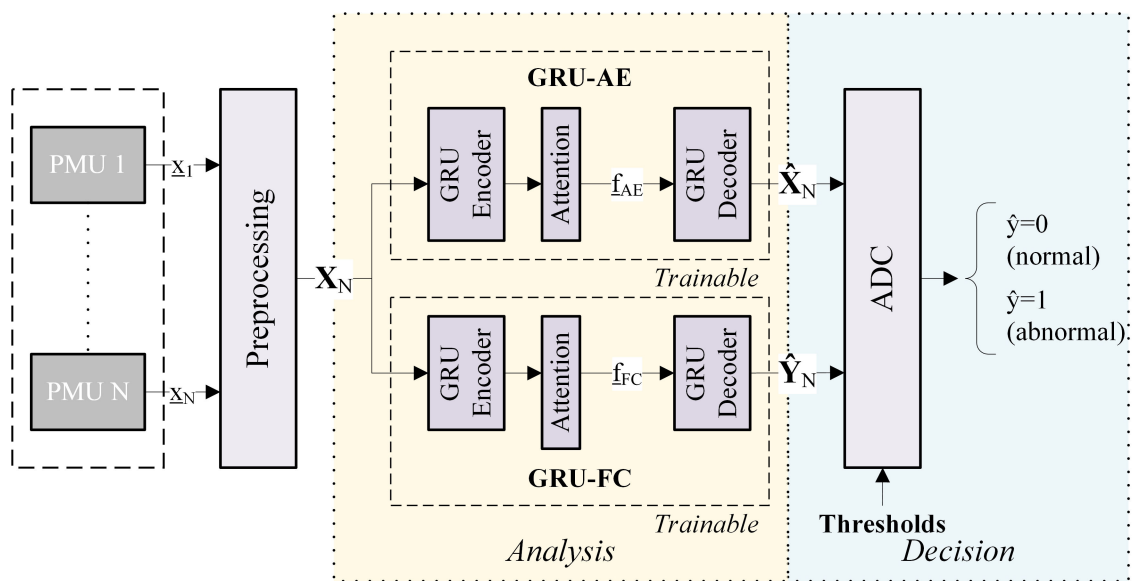 PMU 1
x1
PMU N
xN
Preprocessing
XN
GRU-AE
GRU
Encoder
Attention
fAE
GRU
Decoder
X̂N
Trainable
GRU
Encoder
Attention
fFC
GRU
Decoder
ŶN
GRU-FC
Trainable
Analysis
ADC
Thresholds
Decision
ŷ=0
(normal)
ŷ=1
(abnormal)